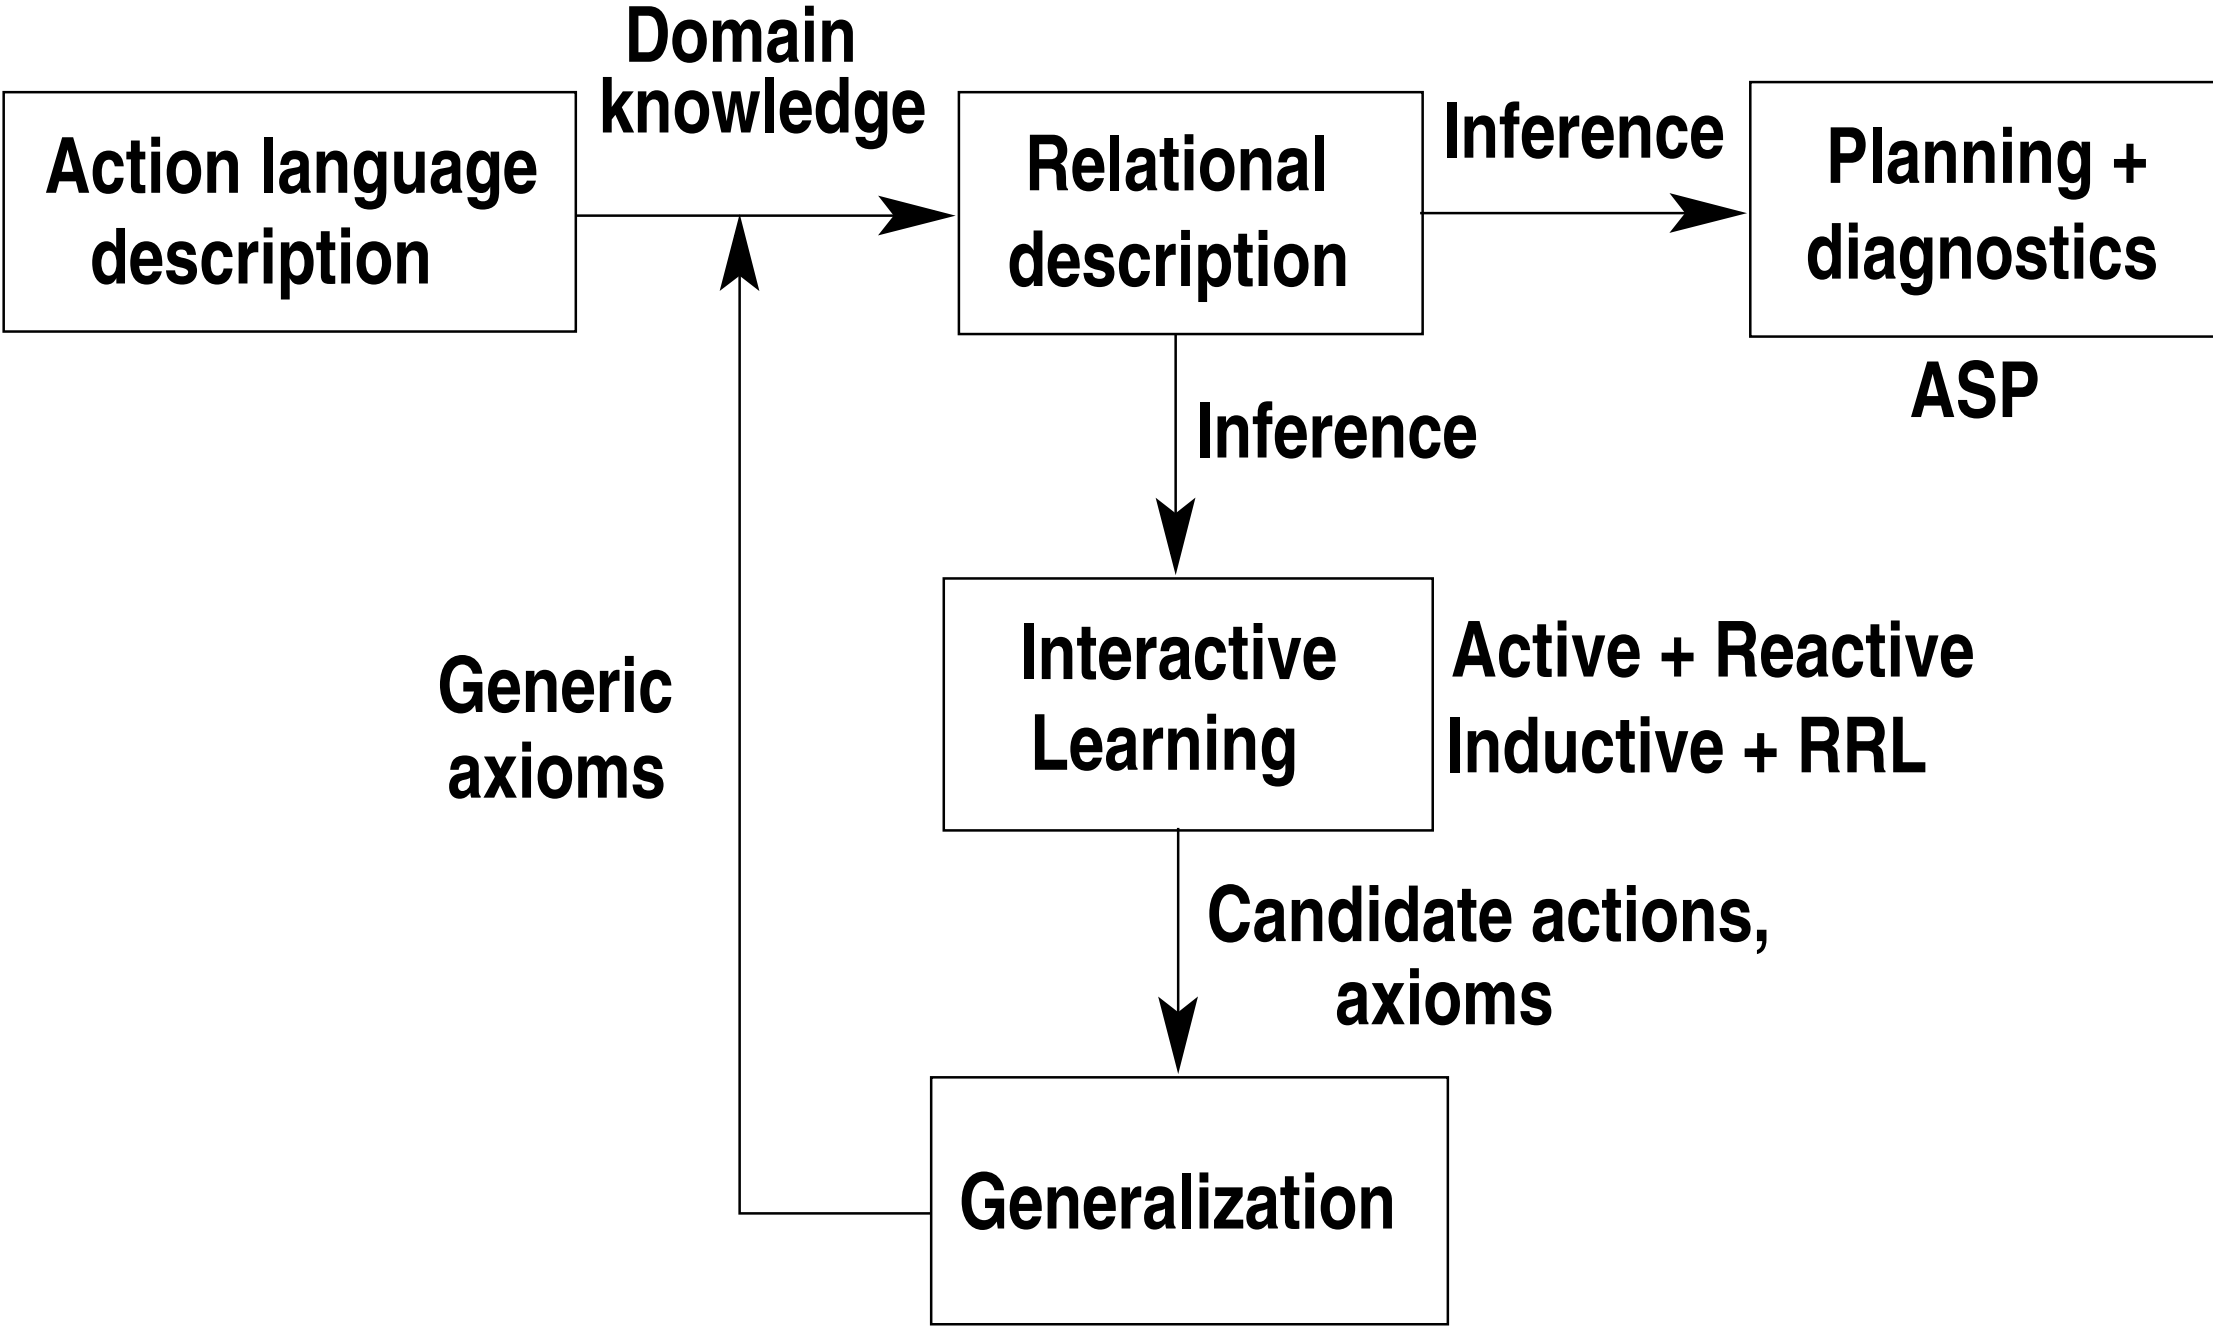 Domain
knowledge
Action language
description
Relational
description
Inference
Planning +
diagnostics
ASP
Inference
Interactive
Learning
Active + Reactive
Inductive + RRL
Generic
axioms
Candidate actions,
axioms
Generalization